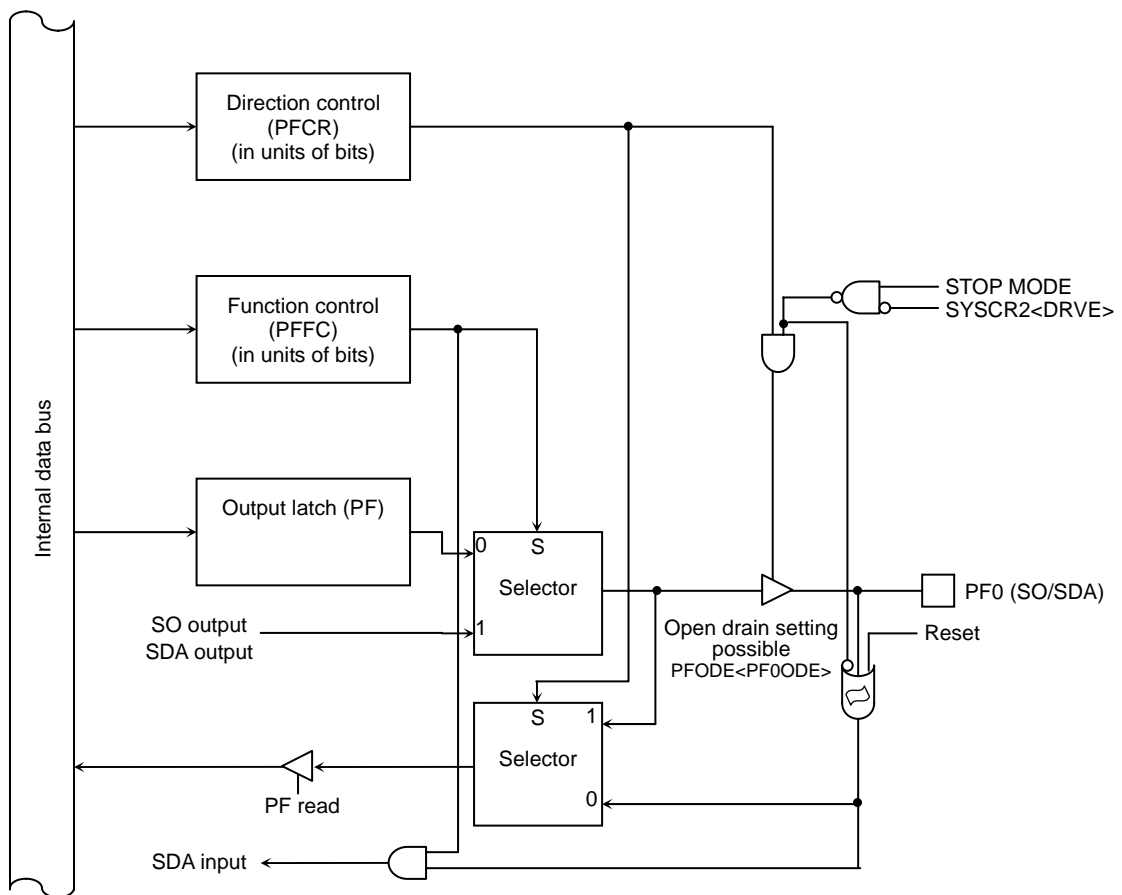 Direction control
(PFCR)
(in units of bits)
STOP MODE
SYSCR2<DRVE>
Function control
(PFFC)
(in units of bits)
Internal data bus
Output latch (PF)
0
S
Selector
1
SO output
SDA output
PF0 (SO/SDA)
Open drain setting
possible
PFODE<PF0ODE>
Reset
S
1
Selector
0
PF read
SDA input